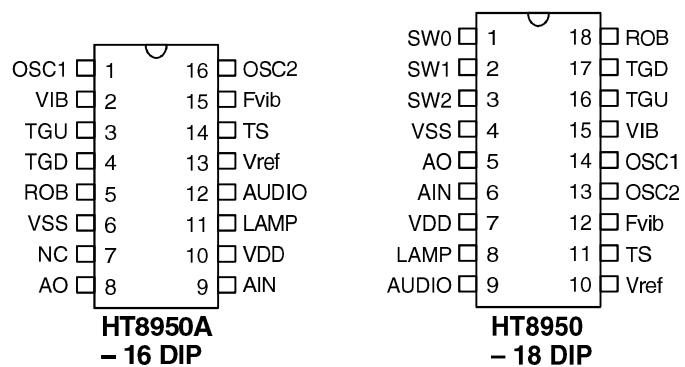 OSC1 1 16 OSC2
VIB 2 15 Fvib
TGU 3 14 TS
TGD 4 13 Vref
ROB 5 12 AUDIO
VSS 6 11 LAMP
NC 7 10 VDD
AO 8 9 AIN
HT8950A
– 16 DIP
SW0 1 18 ROB
SW1 2 17 TGD
SW2 3 16 TGU
VSS 4 15 VIB
AO 5 14 OSC1
AIN 6 13 OSC2
VDD 7 12 Fvib
LAMP 8 11 TS
AUDIO 9 10 Vref
HT8950
– 18 DIP